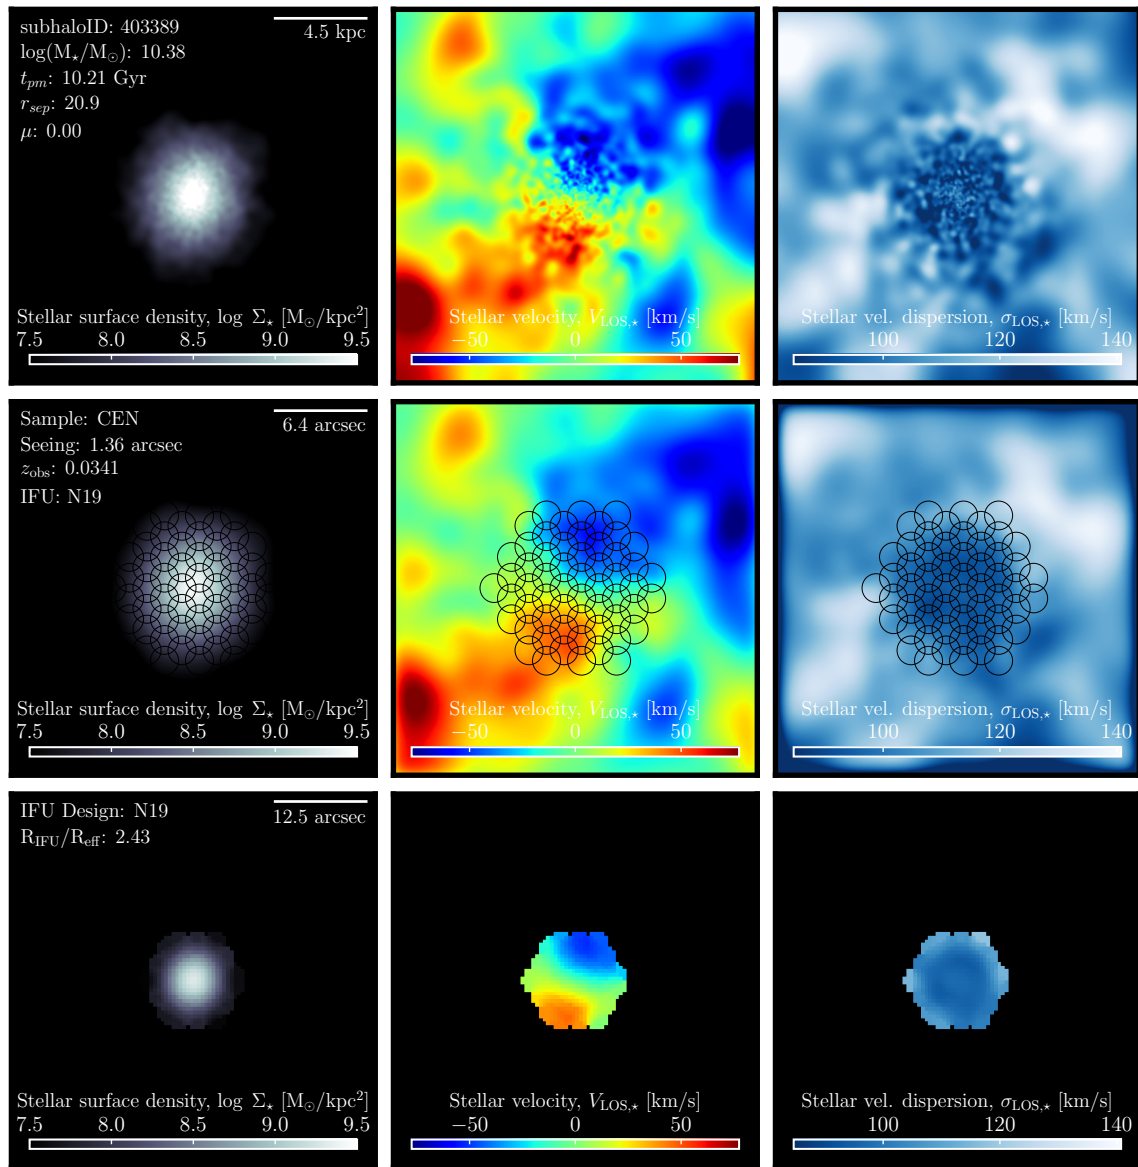 subhaloID: 403389
log(M⋆/M⊙): 10.38
t_pm: 10.21 Gyr
r_sep: 20.9
μ: 0.00
4.5 kpc
Stellar surface density, log Σ⋆ [M⊙/kpc²]
7.5 8.0 8.5 9.0 9.5
Stellar velocity, V_LOS,⋆ [km/s]
−50 0 50
Stellar vel. dispersion, σ_LOS,⋆ [km/s]
100 120 140
Sample: CEN
Seeing: 1.36 arcsec
z_obs: 0.0341
IFU: N19
6.4 arcsec
Stellar surface density, log Σ⋆ [M⊙/kpc²]
7.5 8.0 8.5 9.0 9.5
Stellar velocity, V_LOS,⋆ [km/s]
−50 0 50
Stellar vel. dispersion, σ_LOS,⋆ [km/s]
100 120 140
IFU Design: N19
R_IFU/R_eff: 2.43
12.5 arcsec
Stellar surface density, log Σ⋆ [M⊙/kpc²]
7.5 8.0 8.5 9.0 9.5
Stellar velocity, V_LOS,⋆ [km/s]
−50 0 50
Stellar vel. dispersion, σ_LOS,⋆ [km/s]
100 120 140